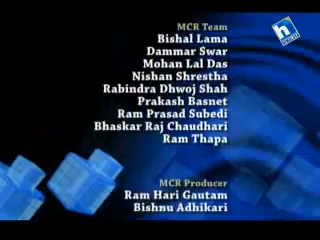 MCR Team
Bishal Lama
Dammar Swar
Mohan Lal Das
Nishan Shrestha
Rabindra Dhwoj Shah
Prakash Basnet
Ram Prasad Subedi
Bhaskar Raj Chaudhari
Ram Thapa
MCR Producer
Ram Hari Gautam
Bishnu Adhikari